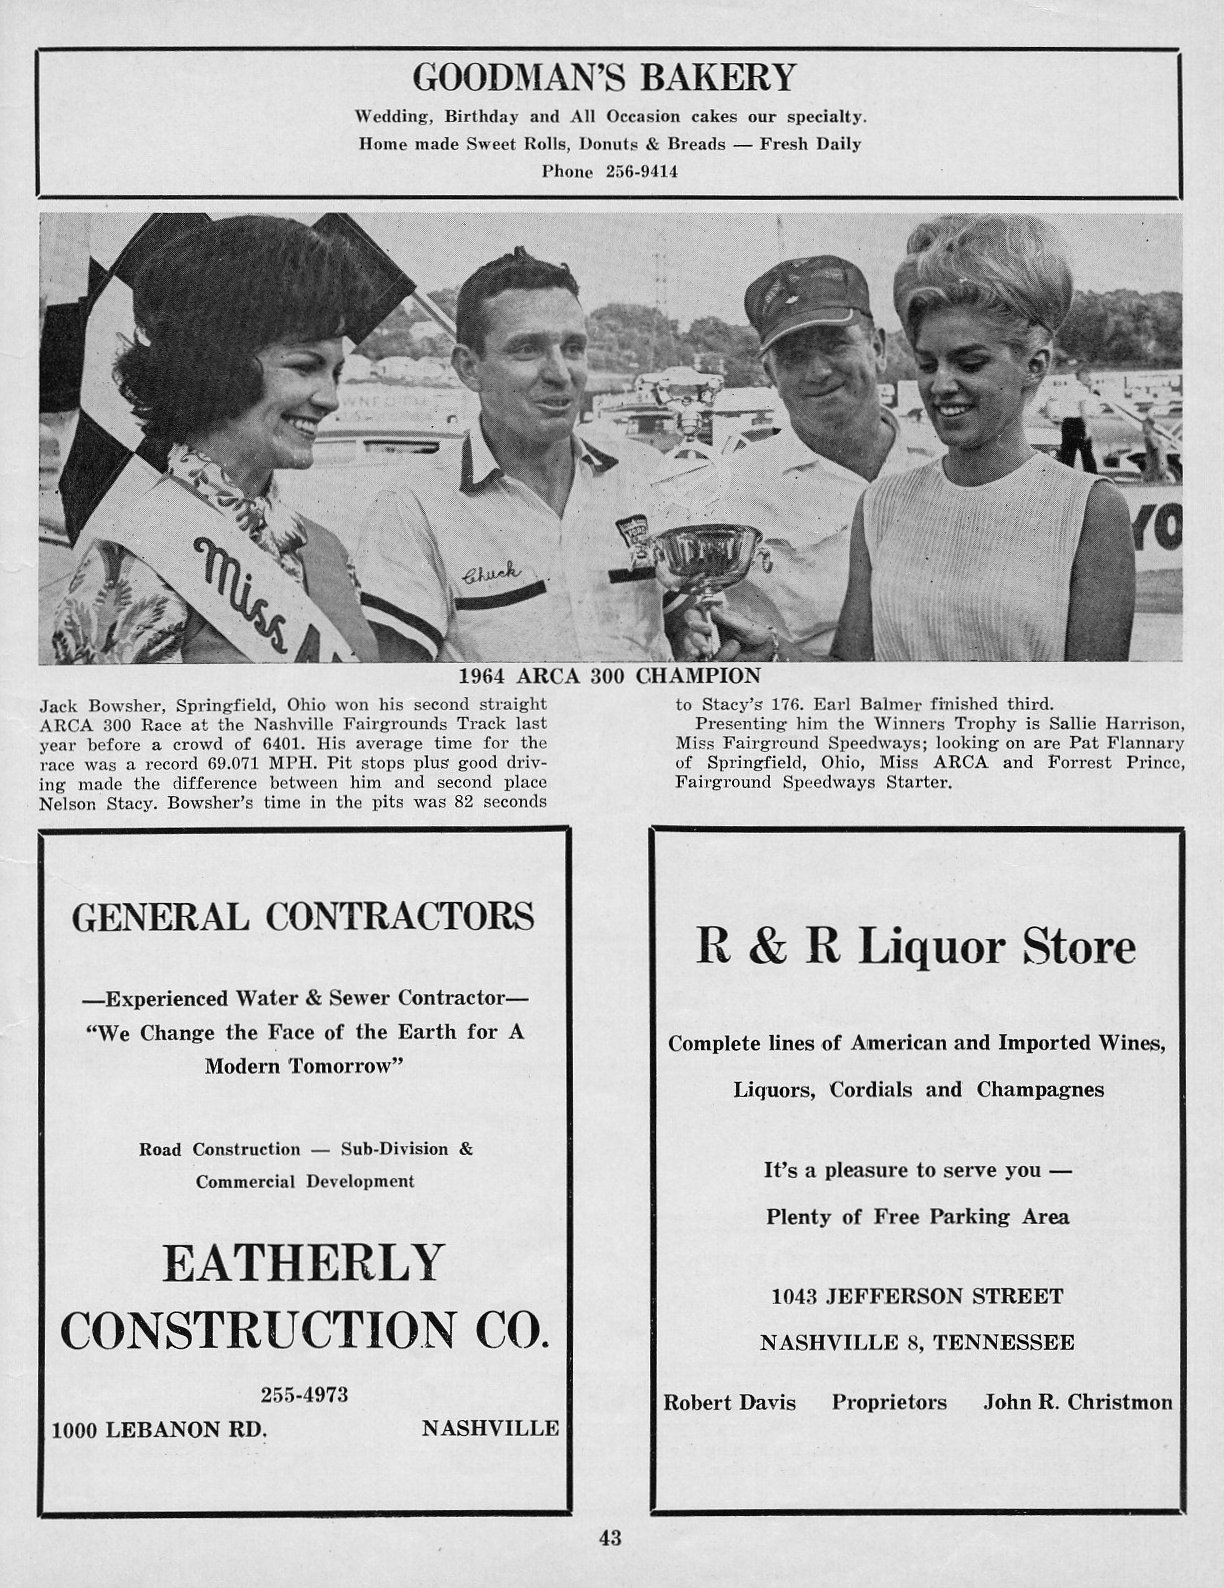 GOODMAN'S BAKERY
Wedding, Birthday and All Occasion cakes our specialty.
Home made Sweet Rolls, Donuts & Breads — Fresh Daily
Phone 256-9414
Miss A
Chuck
YO
1964 ARCA 300 CHAMPION
Jack Bowsher, Springfield, Ohio won his second straight
ARCA 300 Race at the Nashville Fairgrounds Track last
year before a crowd of 6401. His average time for the
race was a record 69.071 MPH. Pit stops plus good driv-
ing made the difference between him and second place
Nelson Stacy. Bowsher's time in the pits was 82 seconds
to Stacy's 176. Earl Balmer finished third.
Presenting him the Winners Trophy is Sallie Harrison,
Miss Fairground Speedways; looking on are Pat Flannary
of Springfield, Ohio, Miss ARCA and Forrest Prince,
Fairground Speedways Starter.
GENERAL CONTRACTORS
—Experienced Water & Sewer Contractor—
“We Change the Face of the Earth for A
Modern Tomorrow”
Road Construction — Sub-Division &
Commercial Development
EATHERLY
CONSTRUCTION CO.
255-4973
1000 LEBANON RD. NASHVILLE
R & R Liquor Store
Complete lines of American and Imported Wines,
Liquors, Cordials and Champagnes
It's a pleasure to serve you —
Plenty of Free Parking Area
1043 JEFFERSON STREET
NASHVILLE 8, TENNESSEE
Robert Davis Proprietors John R. Christmon
43